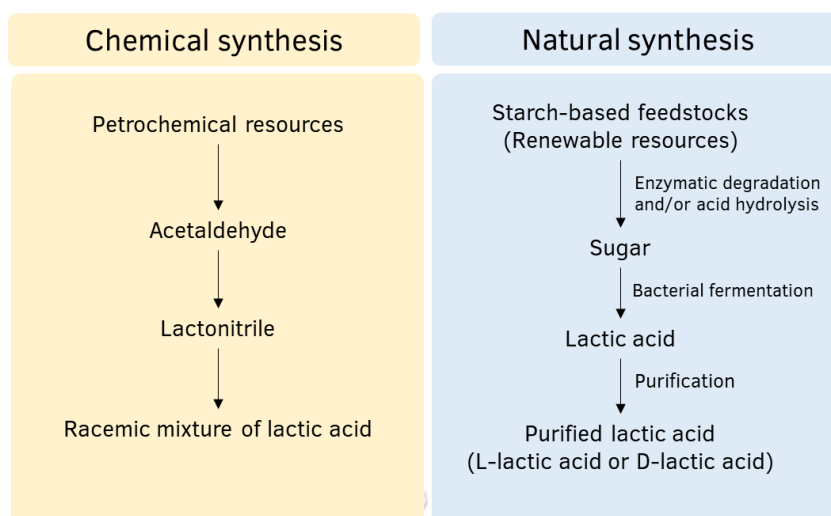 Chemical synthesis
Petrochemical resources
Acetaldehyde
Lactonitrile
Racemic mixture of lactic acid
Natural synthesis
Starch-based feedstocks
(Renewable resources)
Enzymatic degradation
and/or acid hydrolysis
Sugar
Bacterial fermentation
Lactic acid
Purification
Purified lactic acid
(L-lactic acid or D-lactic acid)